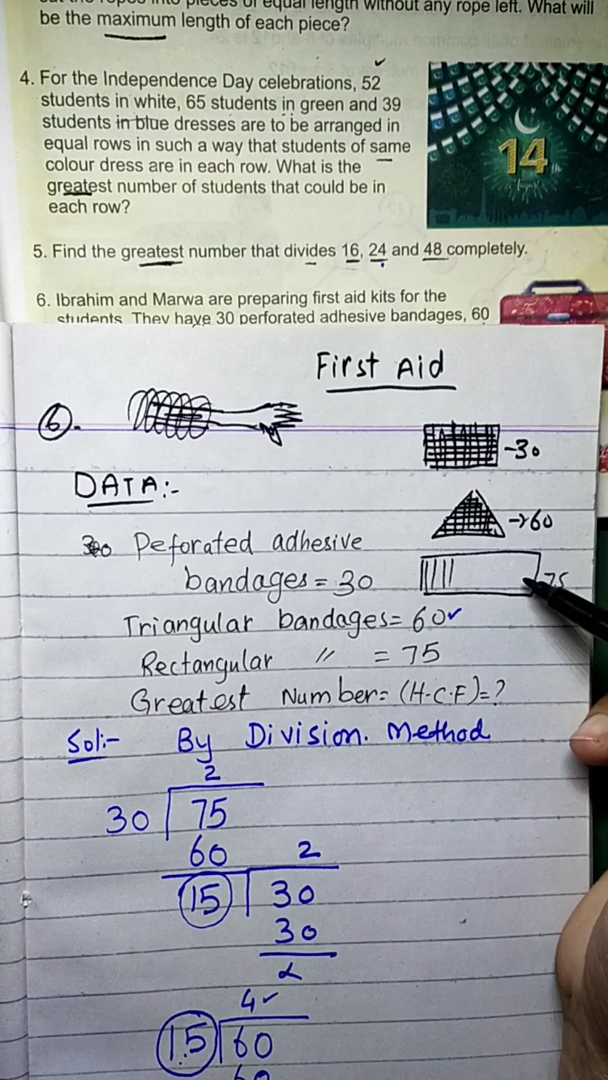 be the maximum length of each piece?
4. For the Independence Day celebrations, 52
students in white, 65 students in green and 39
students in blue dresses are to be arranged in
equal rows in such a way that students of same
colour dress are in each row. What is the
greatest number of students that could be in
each row?
14
5. Find the greatest number that divides 16, 24 and 48 completely.
6. Ibrahim and Marwa are preparing first aid kits for the
students. They have 30 perforated adhesive bandages, 60
First Aid
6.
-30
DATA:-
→60
Peforated adhesive
bandages = 30
75
Triangular bandages = 60✓
Rectangular 〃 = 75
Greatest Number = (H.C.F) = ?
Sol:- By Division. Method
2
30 75
60 2
15 30
30
4✓
15 60
60